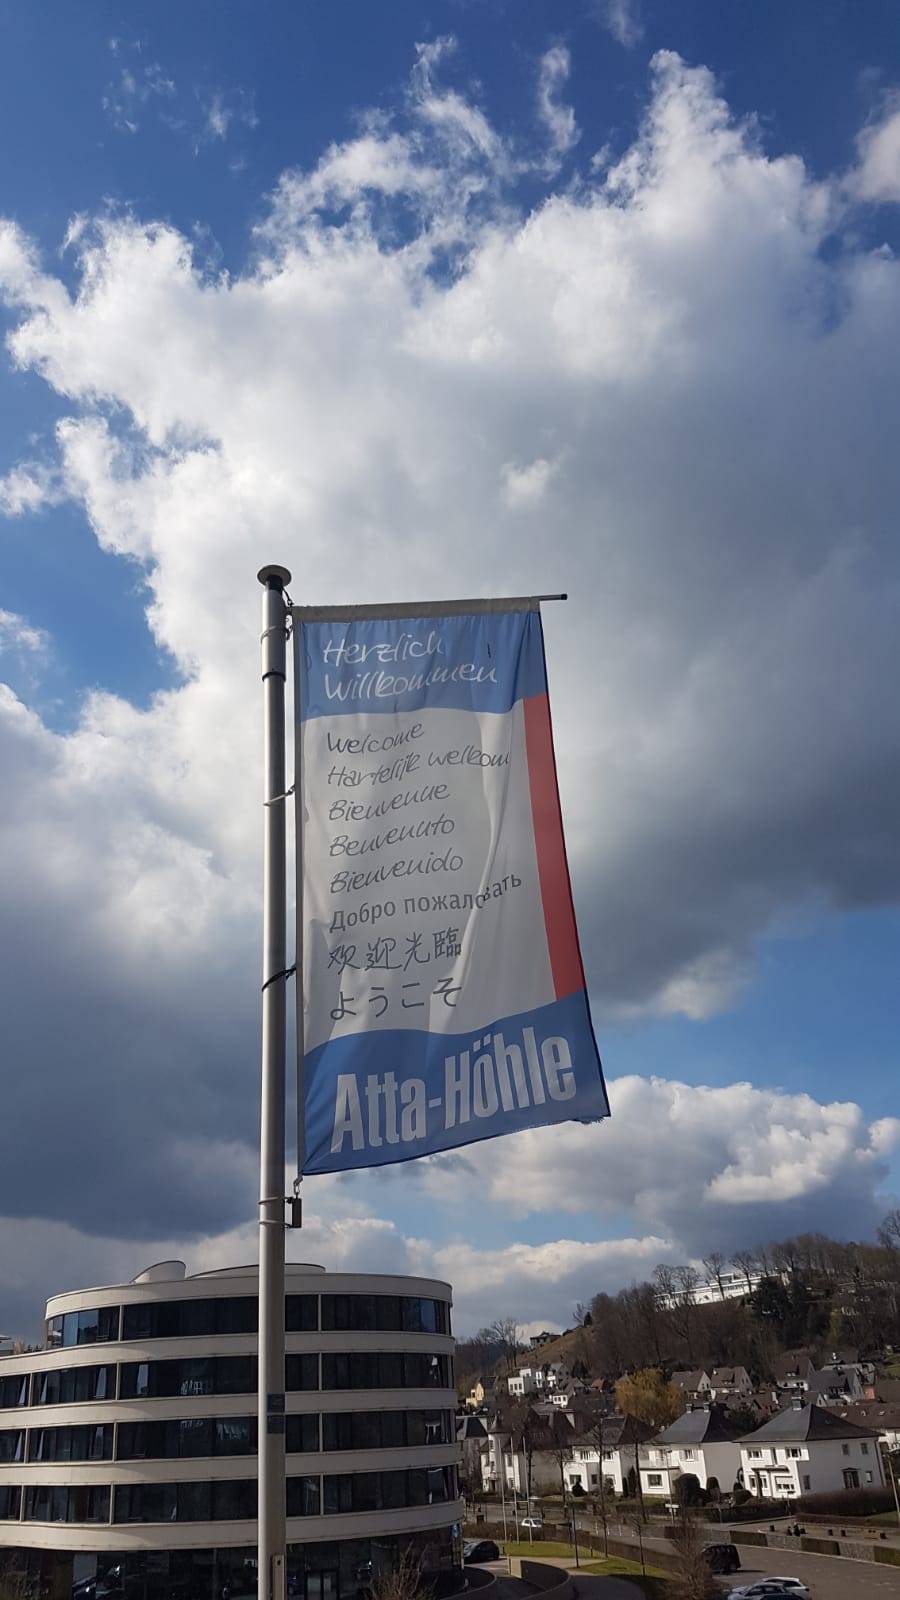 Herzlich
Willkommen
Welcome
Hartelijk welkom
Bienvenue
Benvenuto
Bienvenido
Добро пожаловать
欢迎光臨
ようこそ
Atta-Höhle